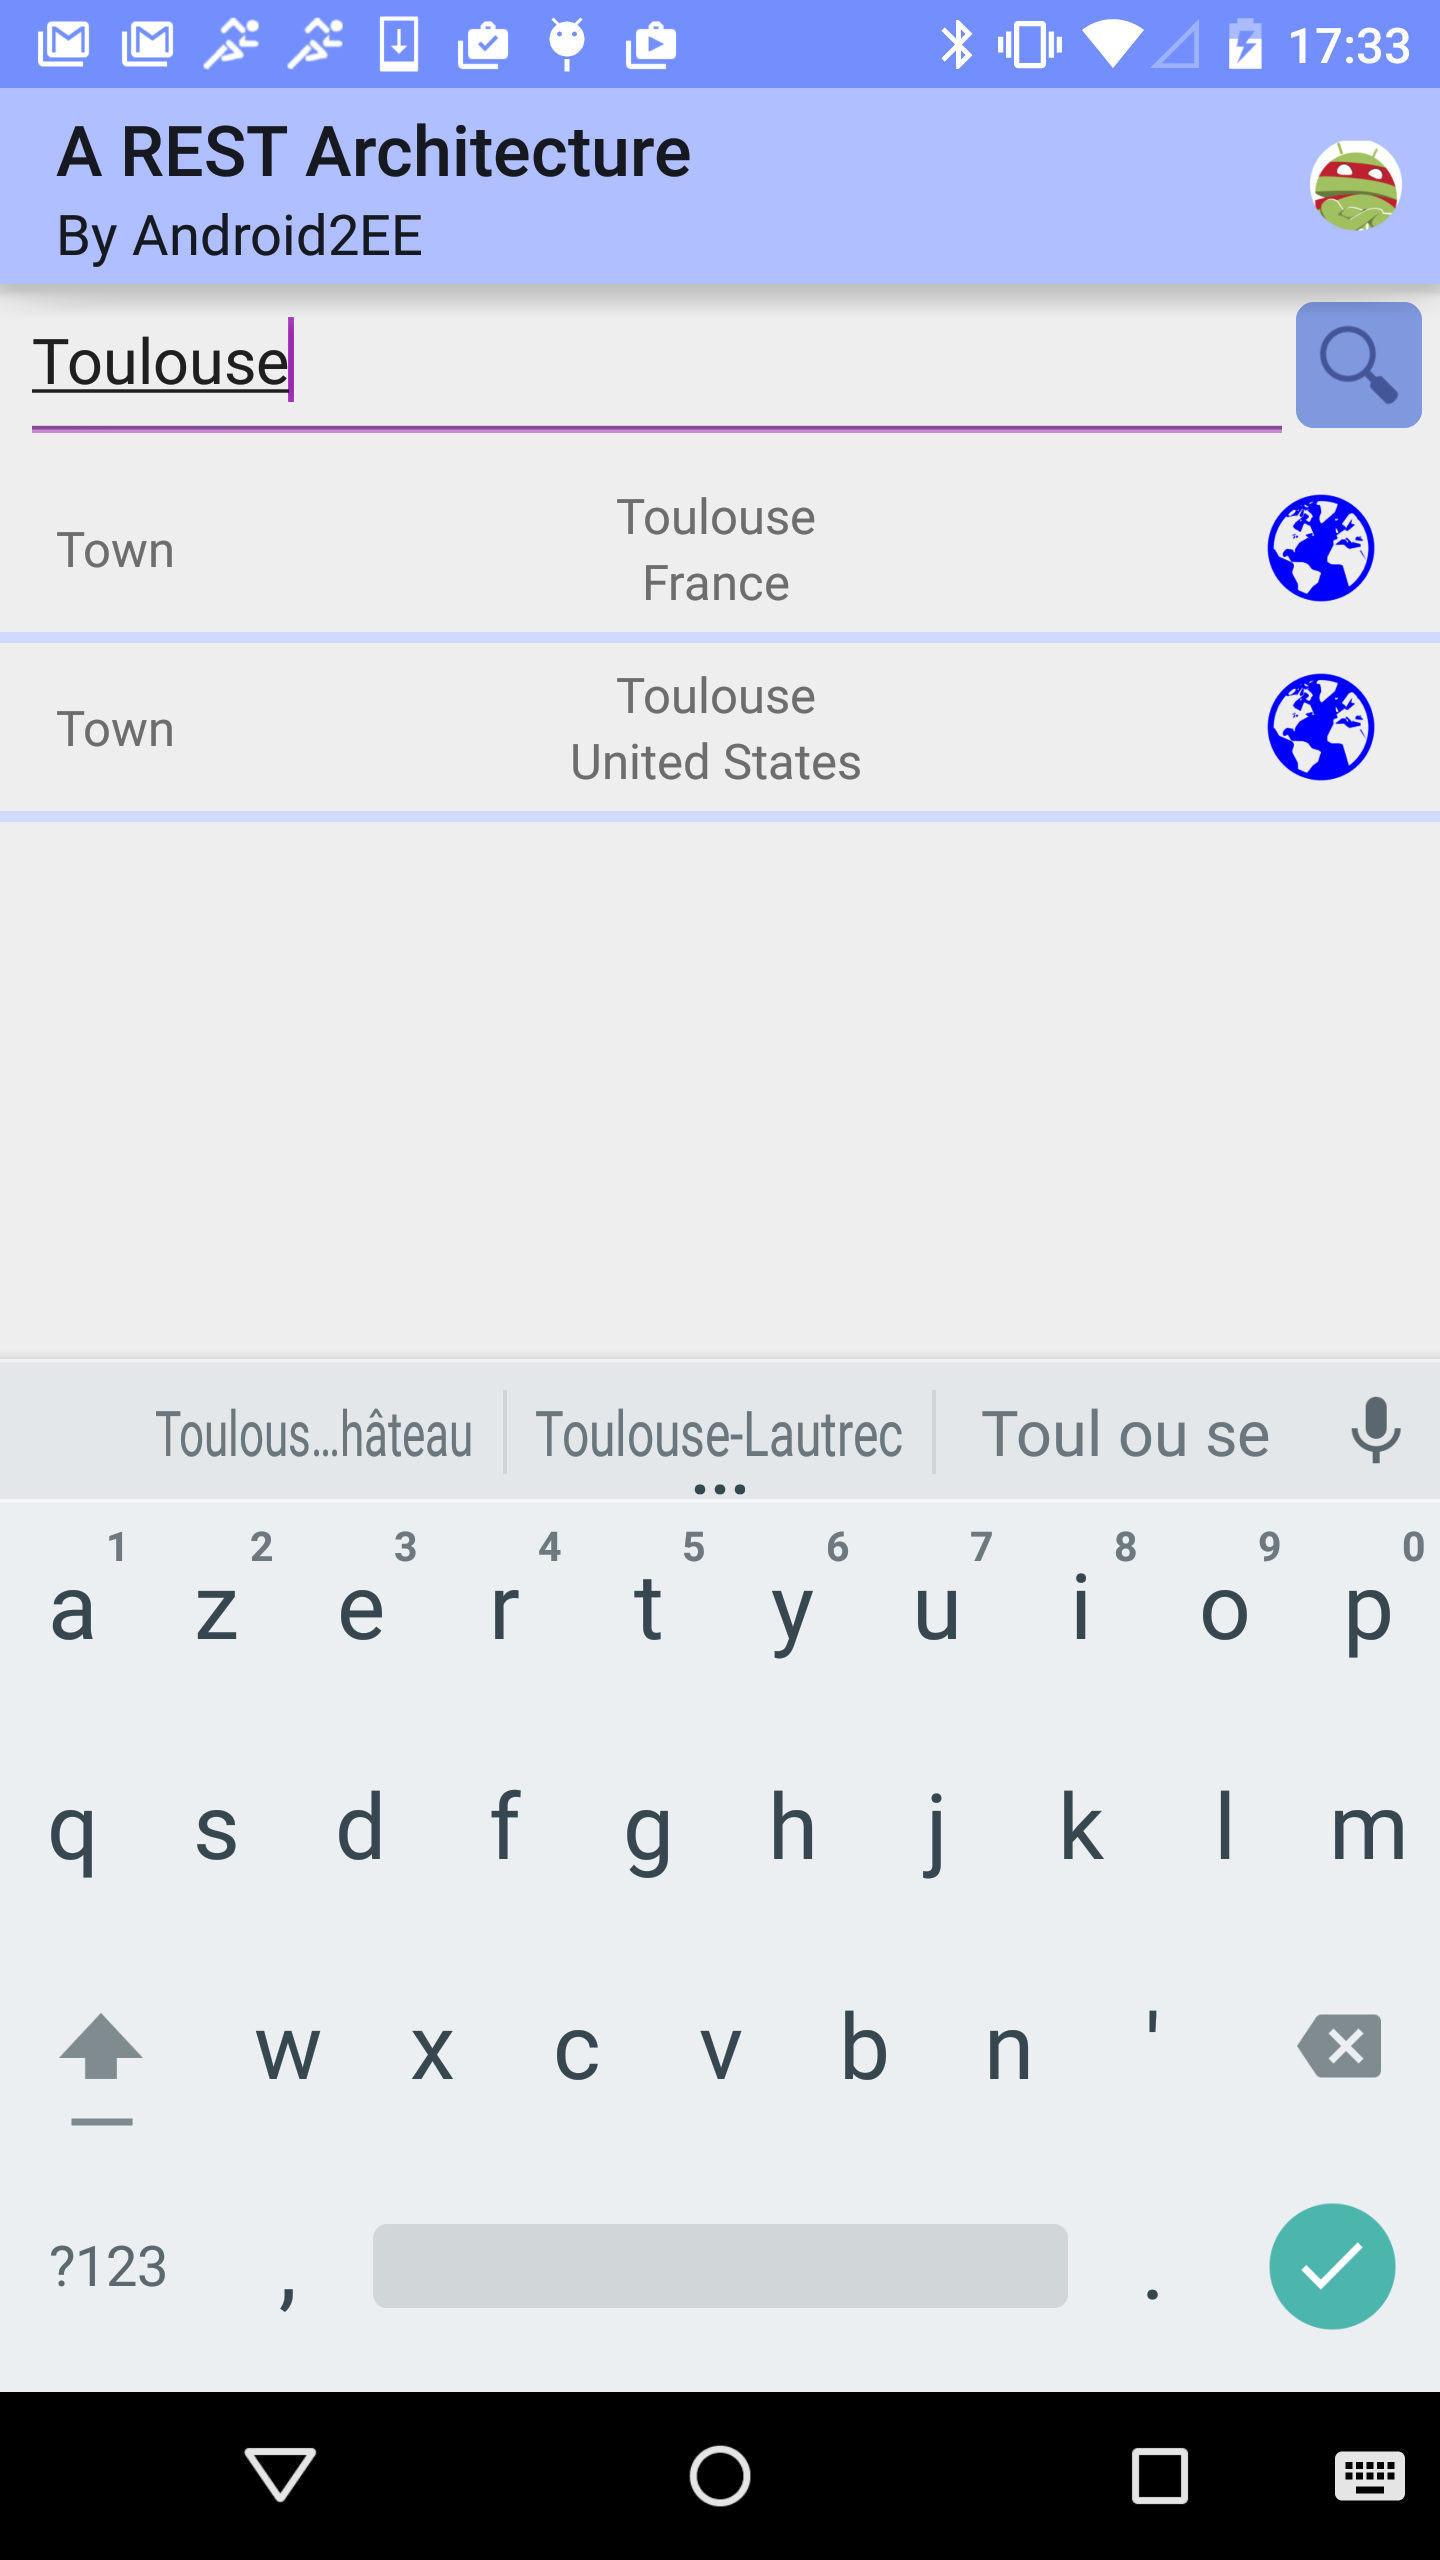 17:33
A REST Architecture
By Android2EE
Toulouse
Town
Toulouse
France
Town
Toulouse
United States
Toulous…hâteau Toulouse-Lautrec Toul ou se
1 2 3 4 5 6 7 8 9 0
a z e r t y u i o p
q s d f g h j k l m
w x c v b n '
?123 , .